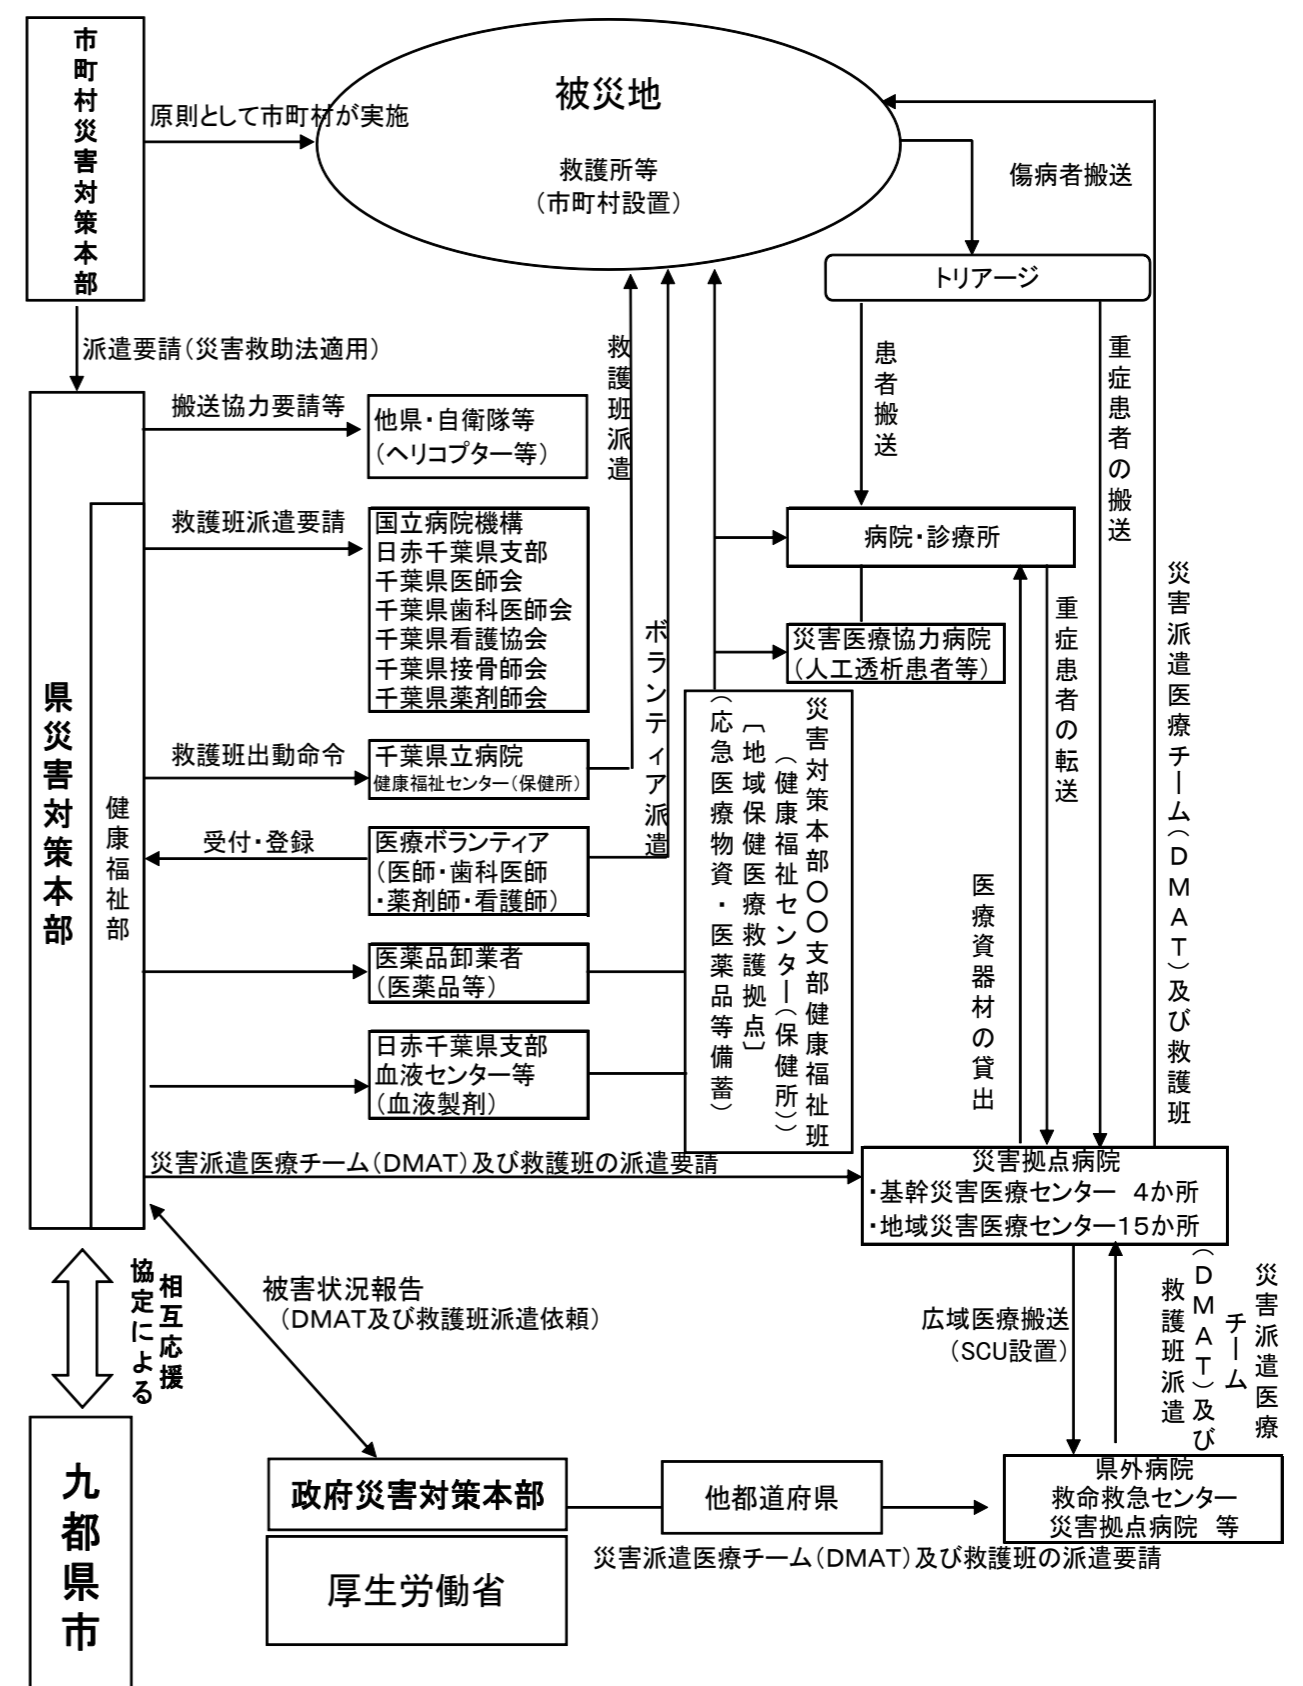 市町村災害対策本部
原則として市町村が実施
被災地
救護所等
（市町村設置）
傷病者搬送
トリアージ
派遣要請（災害救助法適用）
救護班派遣
患者搬送
重症患者の搬送
県災害対策本部
健康福祉部
搬送協力要請等
他県・自衛隊等
（ヘリコプター等）
救護班派遣要請
国立病院機構
日赤千葉県支部
千葉県医師会
千葉県歯科医師会
千葉県看護協会
千葉県接骨師会
千葉県薬剤師会
病院・診療所
災害医療協力病院
（人工透析患者等）
ボランティア派遣
重症患者の転送
災害派遣医療チーム（ＤＭＡＴ）及び救護班
救護班出動命令
千葉県立病院
健康福祉センター（保健所）
受付・登録
医療ボランティア
（医師・歯科医師
・薬剤師・看護師）
医薬品卸業者
（医薬品等）
日赤千葉県支部
血液センター等
（血液製剤）
災害対策本部〇〇支部健康福祉班
（健康福祉センター（保健所））
〔地域保健医療救護拠点〕
（応急医療物資・医薬品等備蓄）
医療資器材の貸出
災害派遣医療チーム（DMAT）及び救護班の派遣要請
災害拠点病院
・基幹災害医療センター　４か所
・地域災害医療センター１５か所
相互応援
協定による
被害状況報告
（DMAT及び救護班派遣依頼）
広域医療搬送
（SCU設置）
災害派遣医療
チーム
（ＤＭＡＴ）及び
救護班派遣
九都県市
政府災害対策本部
厚生労働省
他都道府県
県外病院
救命救急センター
災害拠点病院　等
災害派遣医療チーム（DMAT）及び救護班の派遣要請